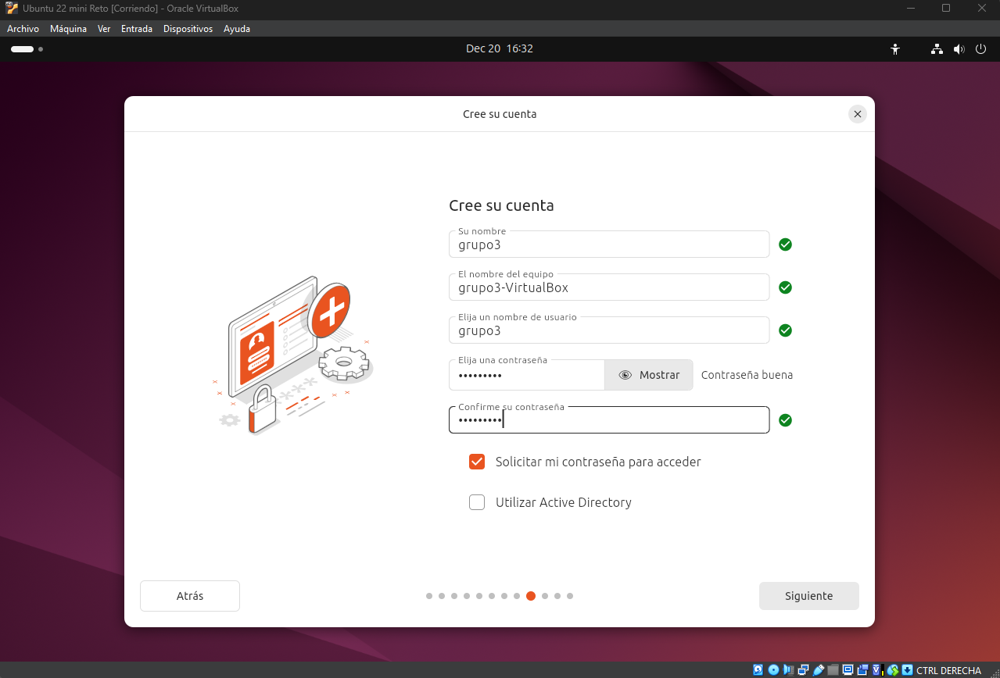 Ubuntu 22 mini Reto [Corriendo] - Oracle VirtualBox
Archivo Máquina Ver Entrada Dispositivos Ayuda
Dec 20 16:32
Cree su cuenta
Cree su cuenta
Su nombre
grupo3
El nombre del equipo
grupo3-VirtualBox
Elija un nombre de usuario
grupo3
Elija una contraseña
••••••••• Mostrar Contraseña buena
Confirme su contraseña
•••••••••
Solicitar mi contraseña para acceder
Utilizar Active Directory
Atrás Siguiente
CTRL DERECHA